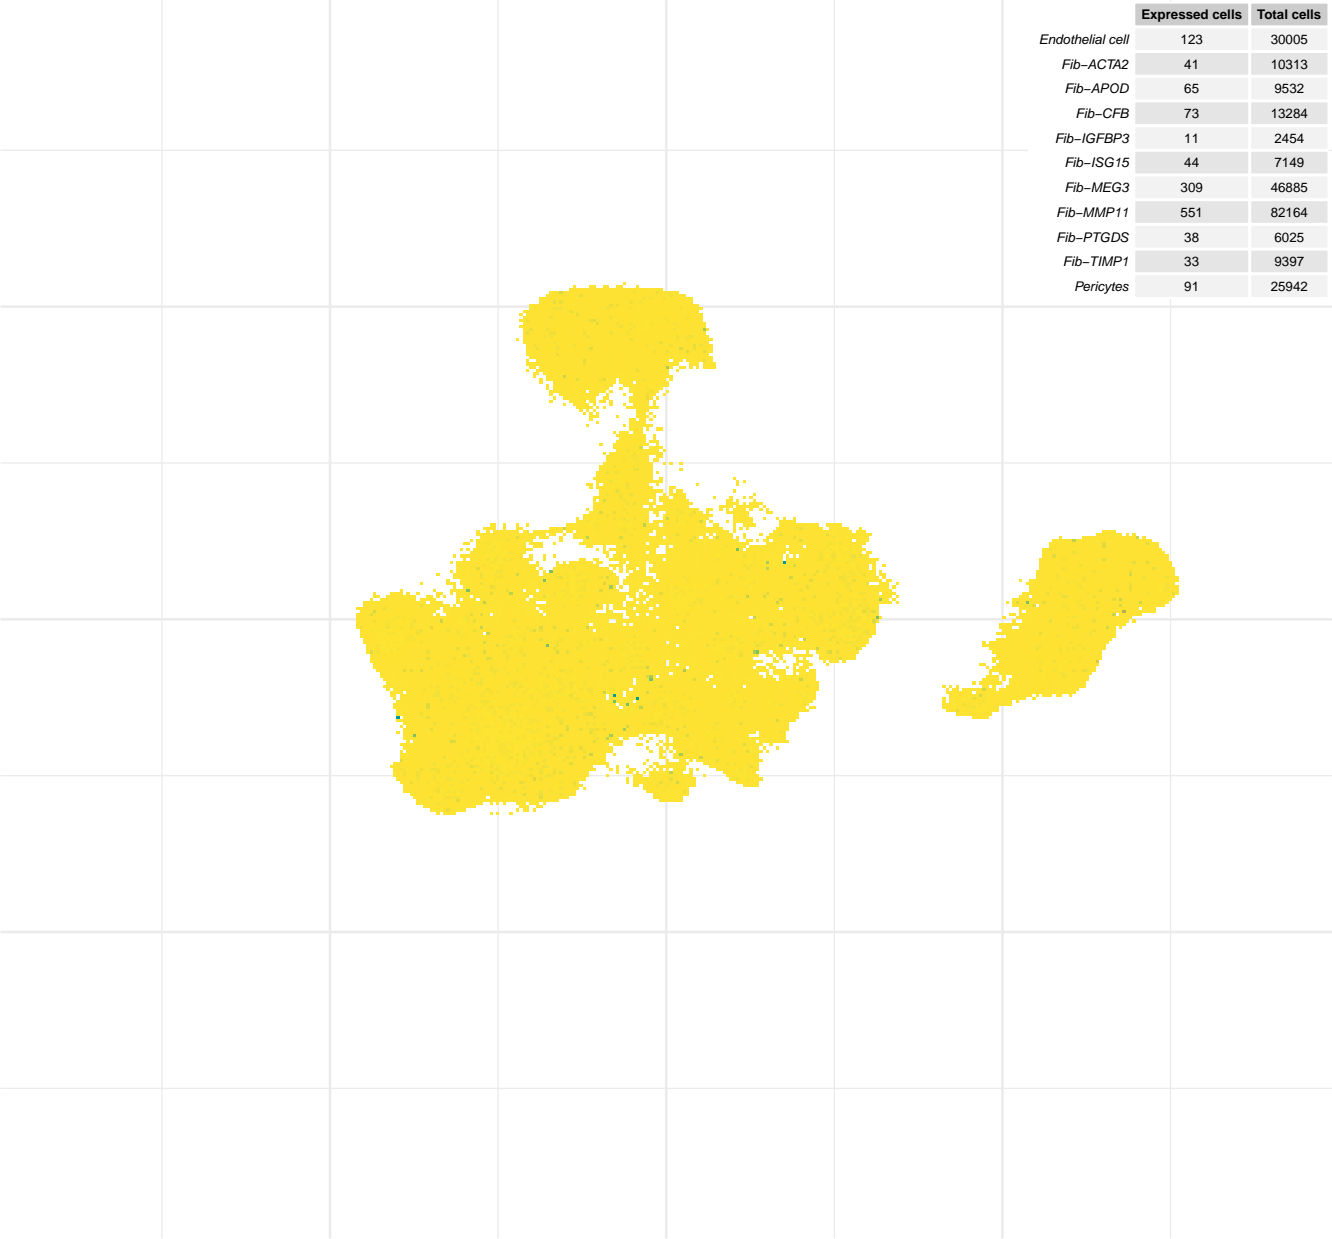 Expressed cells Total cells
Endothelial cell 123 30005
Fib−ACTA2 41 10313
Fib−APOD 65 9532
Fib−CFB 73 13284
Fib−IGFBP3 11 2454
Fib−ISG15 44 7149
Fib−MEG3 309 46885
Fib−MMP11 551 82164
Fib−PTGDS 38 6025
Fib−TIMP1 33 9397
Pericytes 91 25942